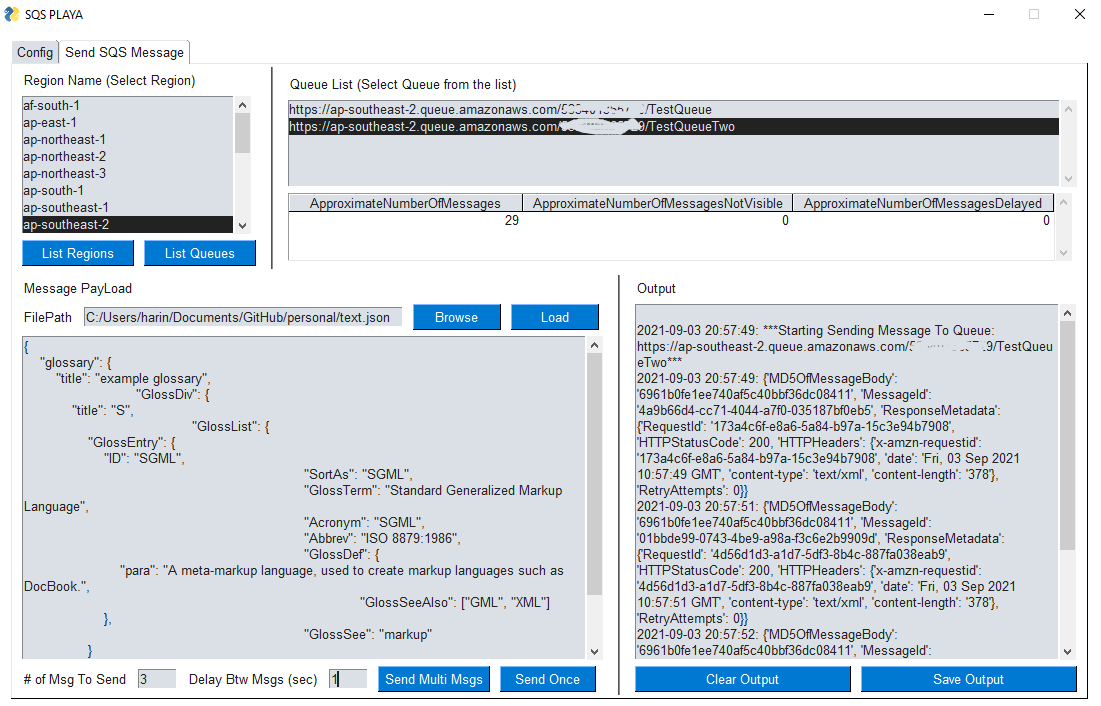 SQS PLAYA
Config
Send SQS Message
Region Name (Select Region)
af-south-1
ap-east-1
ap-northeast-1
ap-northeast-2
ap-northeast-3
ap-south-1
ap-southeast-1
ap-southeast-2
List Regions
List Queues
Queue List (Select Queue from the list)
https://ap-southeast-2.queue.amazonaws.com/ /TestQueue
https://ap-southeast-2.queue.amazonaws.com/ /TestQueueTwo
ApproximateNumberOfMessages ApproximateNumberOfMessagesNotVisible ApproximateNumberOfMessagesDelayed
29 0 0
Message PayLoad
FilePath C:/Users/harin/Documents/GitHub/personal/text.json Browse Load
{
"glossary": {
"title": "example glossary",
"GlossDiv": {
"title": "S",
"GlossList": {
"GlossEntry": {
"ID": "SGML",
"SortAs": "SGML",
"GlossTerm": "Standard Generalized Markup
Language",
"Acronym": "SGML",
"Abbrev": "ISO 8879:1986",
"GlossDef": {
"para": "A meta-markup language, used to create markup languages such as
DocBook.",
"GlossSeeAlso": ["GML", "XML"]
},
"GlossSee": "markup"
}
# of Msg To Send 3 Delay Btw Msgs (sec) 1 Send Multi Msgs Send Once
Output
2021-09-03 20:57:49: ***Starting Sending Message To Queue:
https://ap-southeast-2.queue.amazonaws.com/ /TestQueu
eTwo***
2021-09-03 20:57:49: {'MD5OfMessageBody':
'6961b0fe1ee740af5c40bbf36dc08411', 'MessageId':
'4a9b66d4-cc71-4044-a7f0-035187bf0eb5', 'ResponseMetadata':
{'RequestId': '173a4c6f-e8a6-5a84-b97a-15c3e94b7908',
'HTTPStatusCode': 200, 'HTTPHeaders': {'x-amzn-requestid':
'173a4c6f-e8a6-5a84-b97a-15c3e94b7908', 'date': 'Fri, 03 Sep 2021
10:57:49 GMT', 'content-type': 'text/xml', 'content-length': '378'},
'RetryAttempts': 0}}
2021-09-03 20:57:51: {'MD5OfMessageBody':
'6961b0fe1ee740af5c40bbf36dc08411', 'MessageId':
'01bbde99-0743-4be9-a98a-f3c6e2b9909d', 'ResponseMetadata':
{'RequestId': '4d56d1d3-a1d7-5df3-8b4c-887fa038eab9',
'HTTPStatusCode': 200, 'HTTPHeaders': {'x-amzn-requestid':
'4d56d1d3-a1d7-5df3-8b4c-887fa038eab9', 'date': 'Fri, 03 Sep 2021
10:57:51 GMT', 'content-type': 'text/xml', 'content-length': '378'},
'RetryAttempts': 0}}
2021-09-03 20:57:52: {'MD5OfMessageBody':
'6961b0fe1ee740af5c40bbf36dc08411', 'MessageId':
Clear Output
Save Output